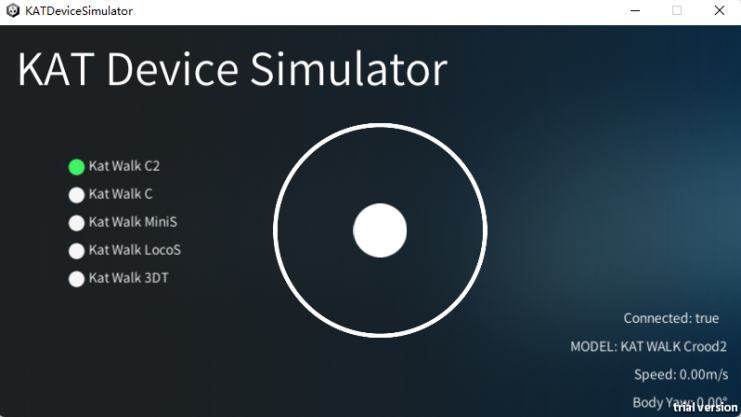 KATDeviceSimulator
KAT Device Simulator
Kat Walk C2
Kat Walk C
Kat Walk MiniS
Kat Walk LocoS
Kat Walk 3DT
Connected: true
MODEL: KAT WALK Crood2
Speed: 0.00m/s
Body Yaw: 0.00°
trial version